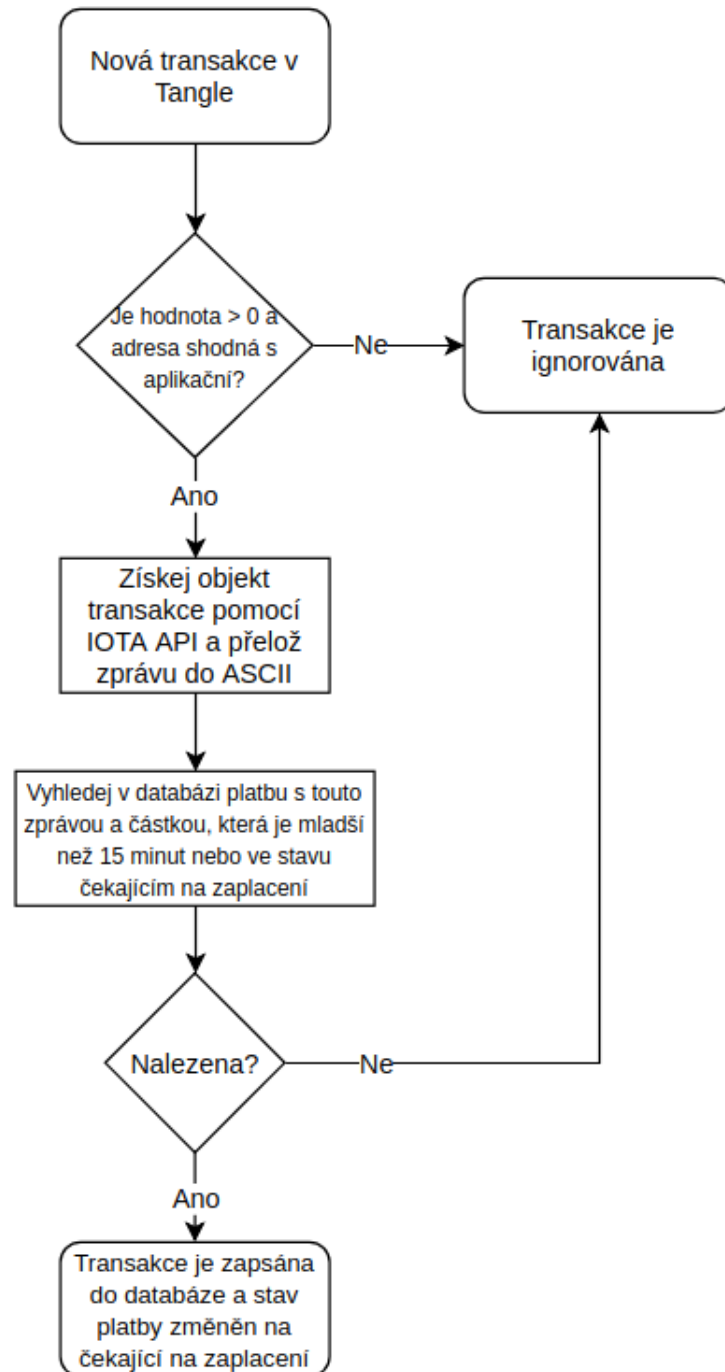 Nová transakce v
Tangle
Je hodnota > 0 a
adresa shodná s
aplikační?
Ne
Transakce je
ignorována
Ano
Získej objekt
transakce pomocí
IOTA API a přelož
zprávu do ASCII
Vyhledej v databázi platbu s touto
zprávou a částkou, která je mladší
než 15 minut nebo ve stavu
čekajícím na zaplacení
Nalezena?
Ne
Ano
Transakce je zapsána
do databáze a stav
platby změněn na
čekající na zaplacení